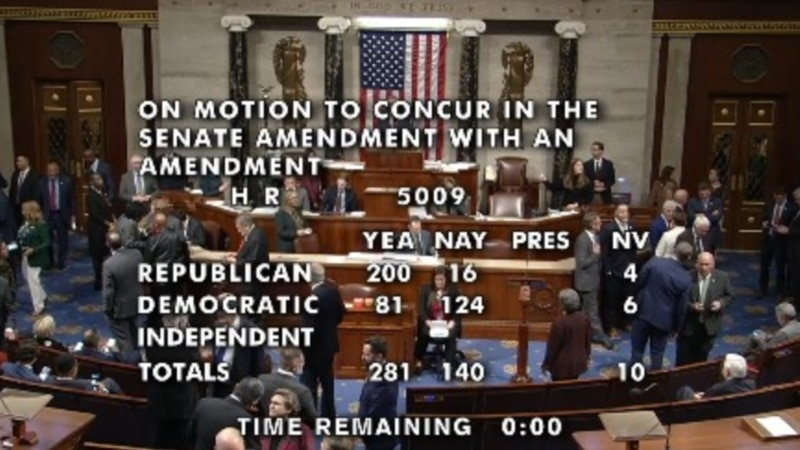 ON MOTION TO CONCUR IN THE
SENATE AMENDMENT WITH AN
AMENDMENT
H R 5009
YEA NAY PRES NV
REPUBLICAN 200 16 4
DEMOCRATIC 81 124 6
INDEPENDENT
TOTALS 281 140 10
TIME REMAINING 0:00